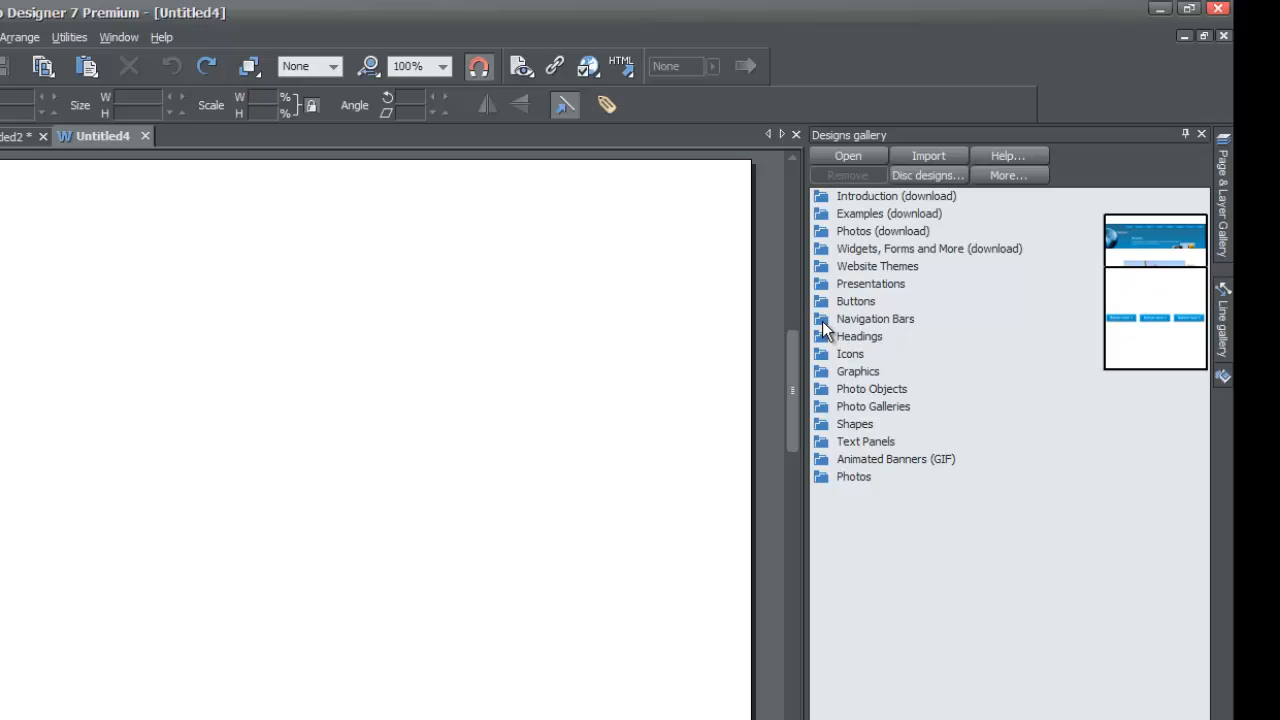 o Designer 7 Premium - [Untitled4]
Arrange Utilities Window Help
None 100% HTML None
Size W H Scale W H % % Angle
ded2 * Untitled4
Designs gallery
Open Import Help...
Remove Disc designs... More...
Introduction (download)
Examples (download)
Photos (download)
Widgets, Forms and More (download)
Website Themes
Presentations
Buttons
Navigation Bars
Headings
Icons
Graphics
Photo Objects
Photo Galleries
Shapes
Text Panels
Animated Banners (GIF)
Photos
Page & Layer Gallery
Line gallery